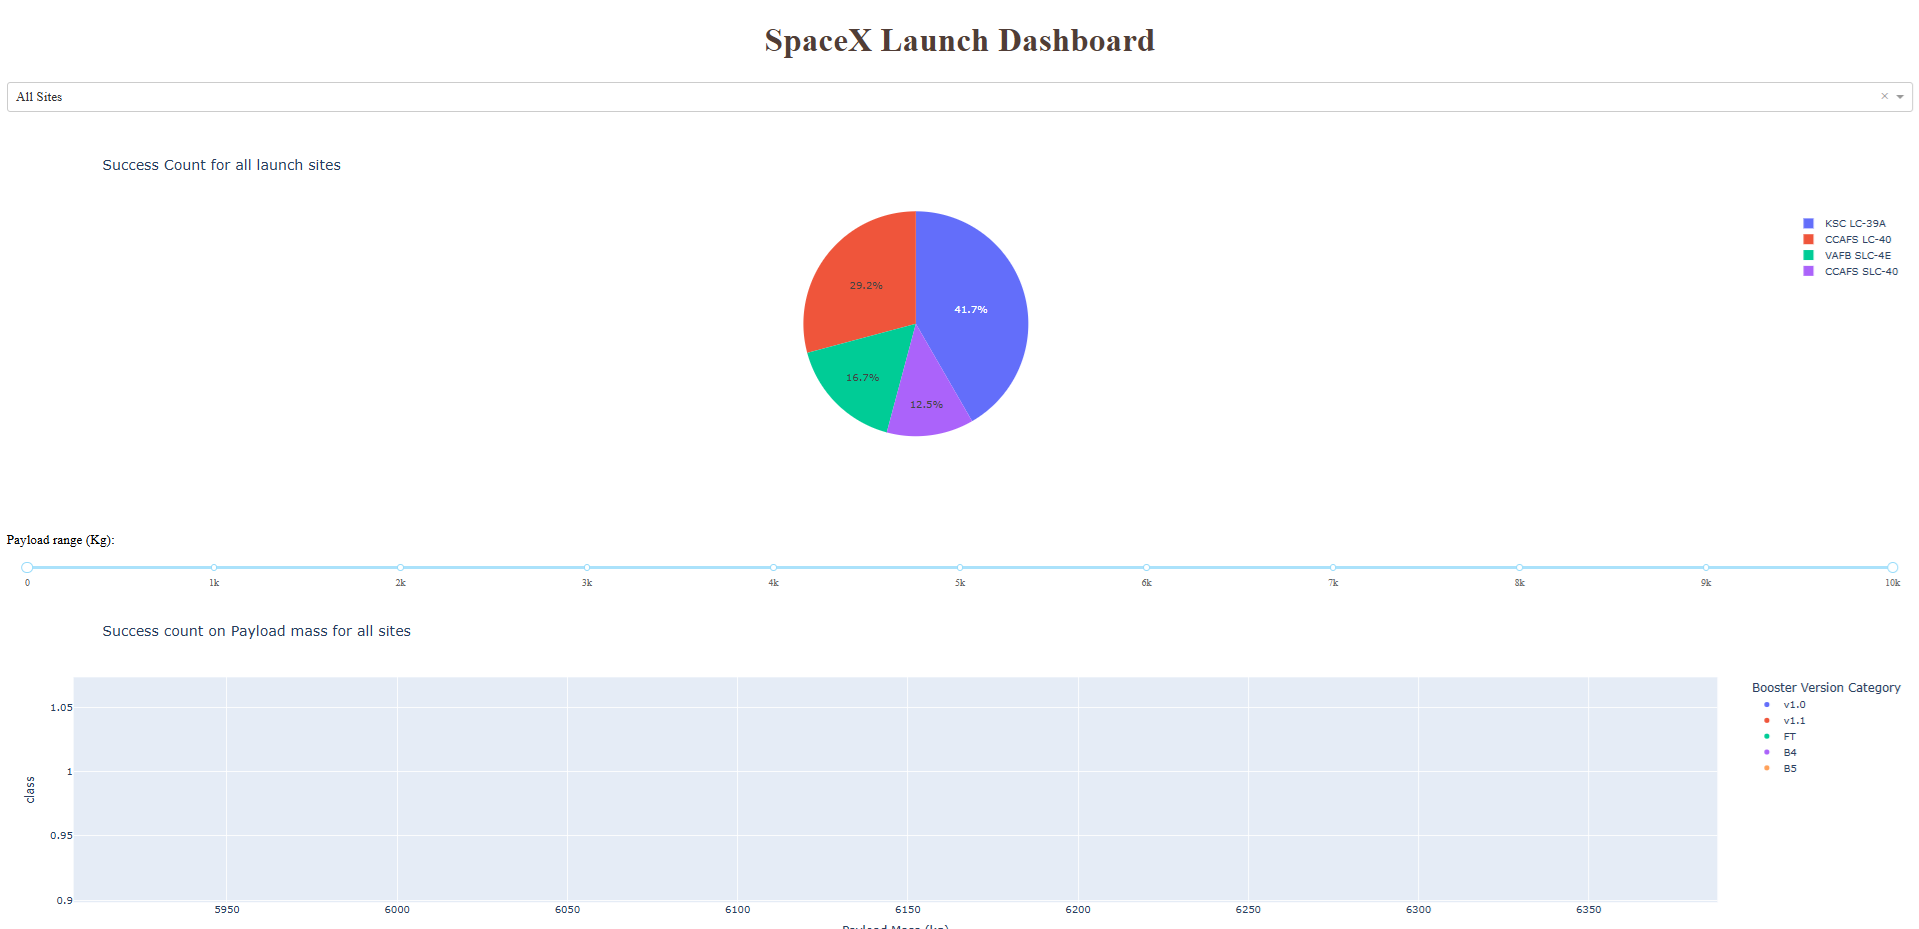 SpaceX Launch Dashboard
All Sites
Success Count for all launch sites
KSC LC-39A
CCAFS LC-40
VAFB SLC-4E
CCAFS SLC-40
29.2%
41.7%
16.7%
12.5%
Payload range (Kg):
0 1k 2k 3k 4k 5k 6k 7k 8k 9k 10k
Success count on Payload mass for all sites
Booster Version Category
v1.0
v1.1
FT
B4
B5
1.05
1
0.95
0.9
class
5950 6000 6050 6100 6150 6200 6250 6300 6350
Payload Mass (kg)